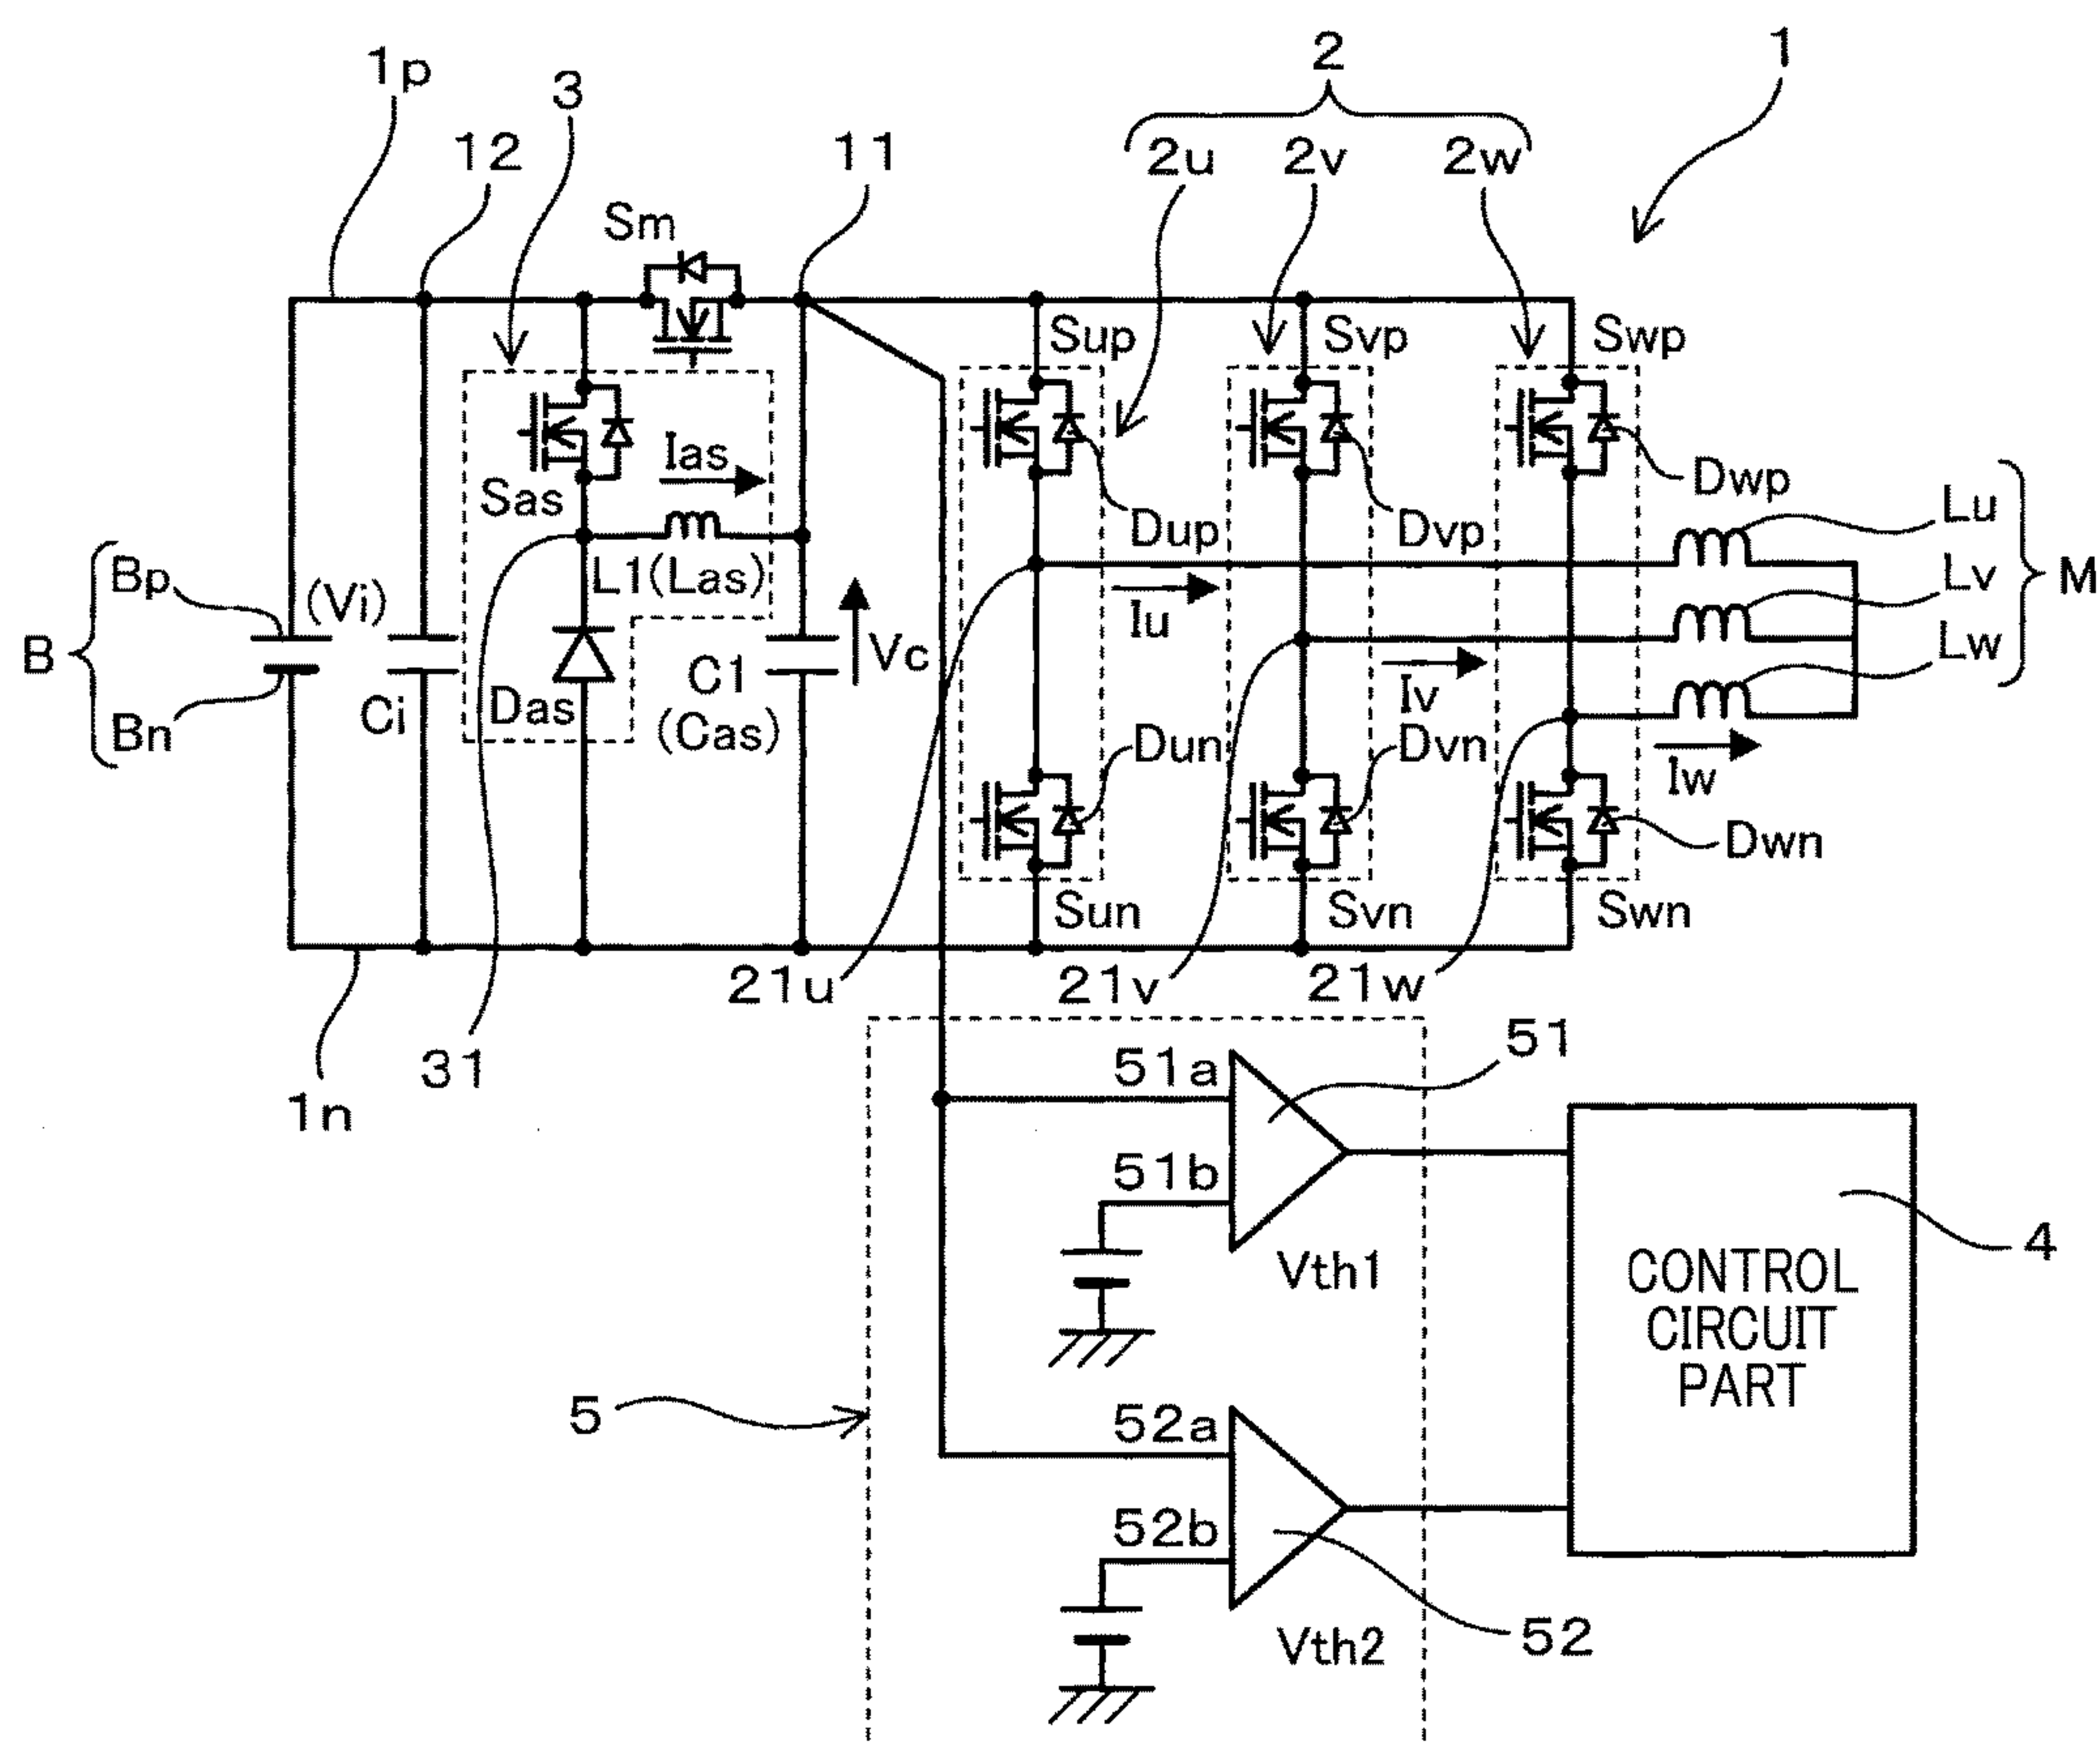 1p
3
12
Sm
11
2
2u 2v 2w
1
Sup
Svp
Swp
Ias
Sas
L1(Las)
Dup
Dvp
Dwp
Lu
Lv
Lw
M
B
Bp
Bn
(Vi)
Ci
Das
C1
(Cas)
Vc
Iu
Iv
Iw
Dun
Dvn
Dwn
Sun
Svn
Swn
21u
21v
21w
31
1n
51a
51
51b
Vth1
4
CONTROL
CIRCUIT
PART
5
52a
52b
52
Vth2